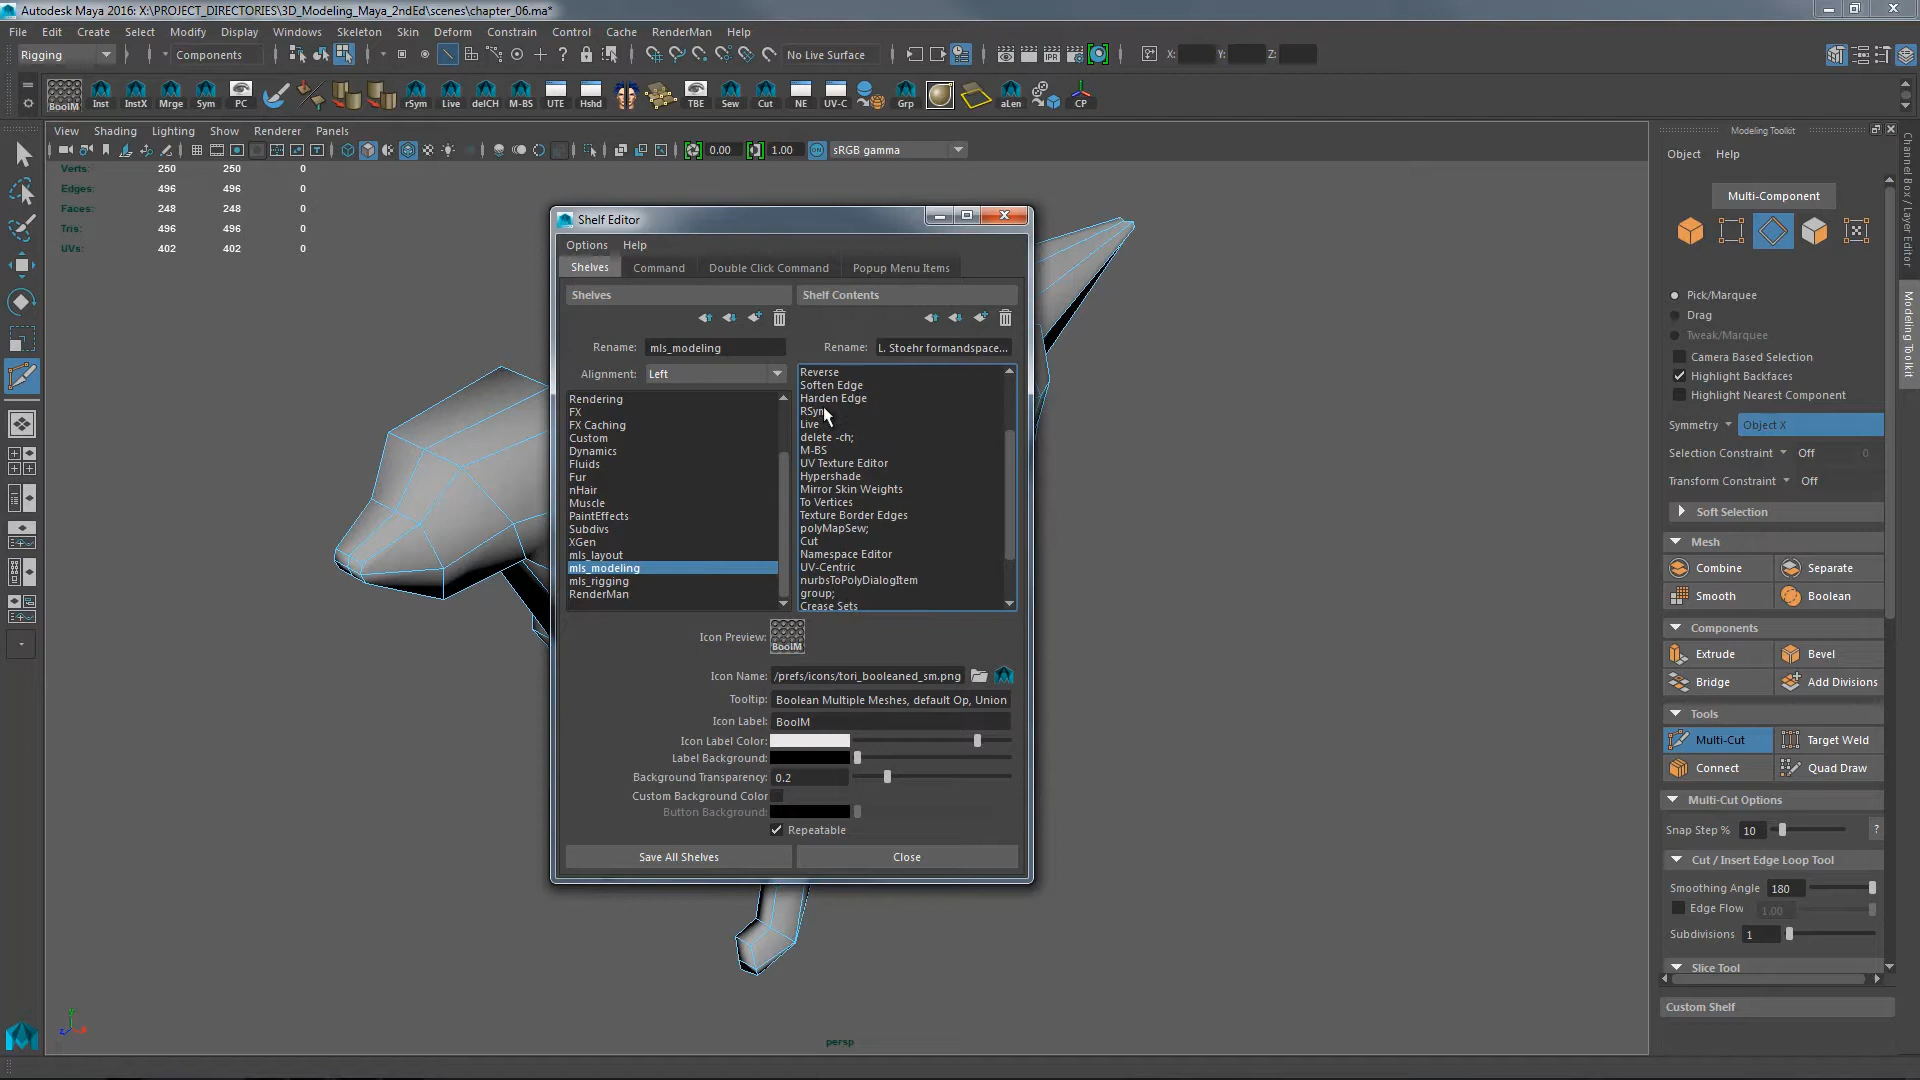 Autodesk Maya 2016: X:\PROJECT_DIRECTORIES\3D_Modeling_Maya_2ndEd\scenes\chapter_06.ma*
File Edit Create Select Modify Display Windows Skeleton Skin Deform Constrain Control Cache RenderMan Help
Rigging Components No Live Surface X: Y: Z:
BoolM Inst InstX Mrge Sym PC rSym Live delCH M-BS UTE Hshd TBE Sew Cut NE UV-C Grp aLen CP
View Shading Lighting Show Renderer Panels
0.00 1.00 sRGB gamma
Verts: 250 250 0
Edges: 496 496 0
Faces: 248 248 0
Tris: 496 496 0
UVs: 402 402 0
Shelf Editor
Options Help
Shelves Command Double Click Command Popup Menu Items
Shelves Shelf Contents
Rename: mls_modeling Rename: L. Stoehr formandspace...
Alignment: Left
Rendering
FX
FX Caching
Custom
Dynamics
Fluids
Fur
nHair
Muscle
PaintEffects
Subdivs
XGen
mls_layout
mls_modeling
mls_rigging
RenderMan
Reverse
Soften Edge
Harden Edge
RSym
Live
delete -ch;
M-BS
UV Texture Editor
Hypershade
Mirror Skin Weights
To Vertices
Texture Border Edges
polyMapSew;
Cut
Namespace Editor
UV-Centric
nurbsToPolyDialogItem
group;
Crease Sets
Icon Preview: BoolM
Icon Name: /prefs/icons/tori_booleaned_sm.png
Tooltip: Boolean Multiple Meshes, default Op, Union
Icon Label: BoolM
Icon Label Color:
Label Background:
Background Transparency: 0.2
Custom Background Color
Button Background:
Repeatable
Save All Shelves Close
persp
Modeling Toolkit
Object Help
Multi-Component
Pick/Marquee
Drag
Tweak/Marquee
Camera Based Selection
Highlight Backfaces
Highlight Nearest Component
Symmetry Object X
Selection Constraint Off 0
Transform Constraint Off
Soft Selection
Mesh
Combine Separate
Smooth Boolean
Components
Extrude Bevel
Bridge Add Divisions
Tools
Multi-Cut Target Weld
Connect Quad Draw
Multi-Cut Options
Snap Step % 10 ?
Cut / Insert Edge Loop Tool
Smoothing Angle 180
Edge Flow 1.00
Subdivisions 1
Slice Tool
Custom Shelf
Channel Box / Layer Editor
Modeling Toolkit